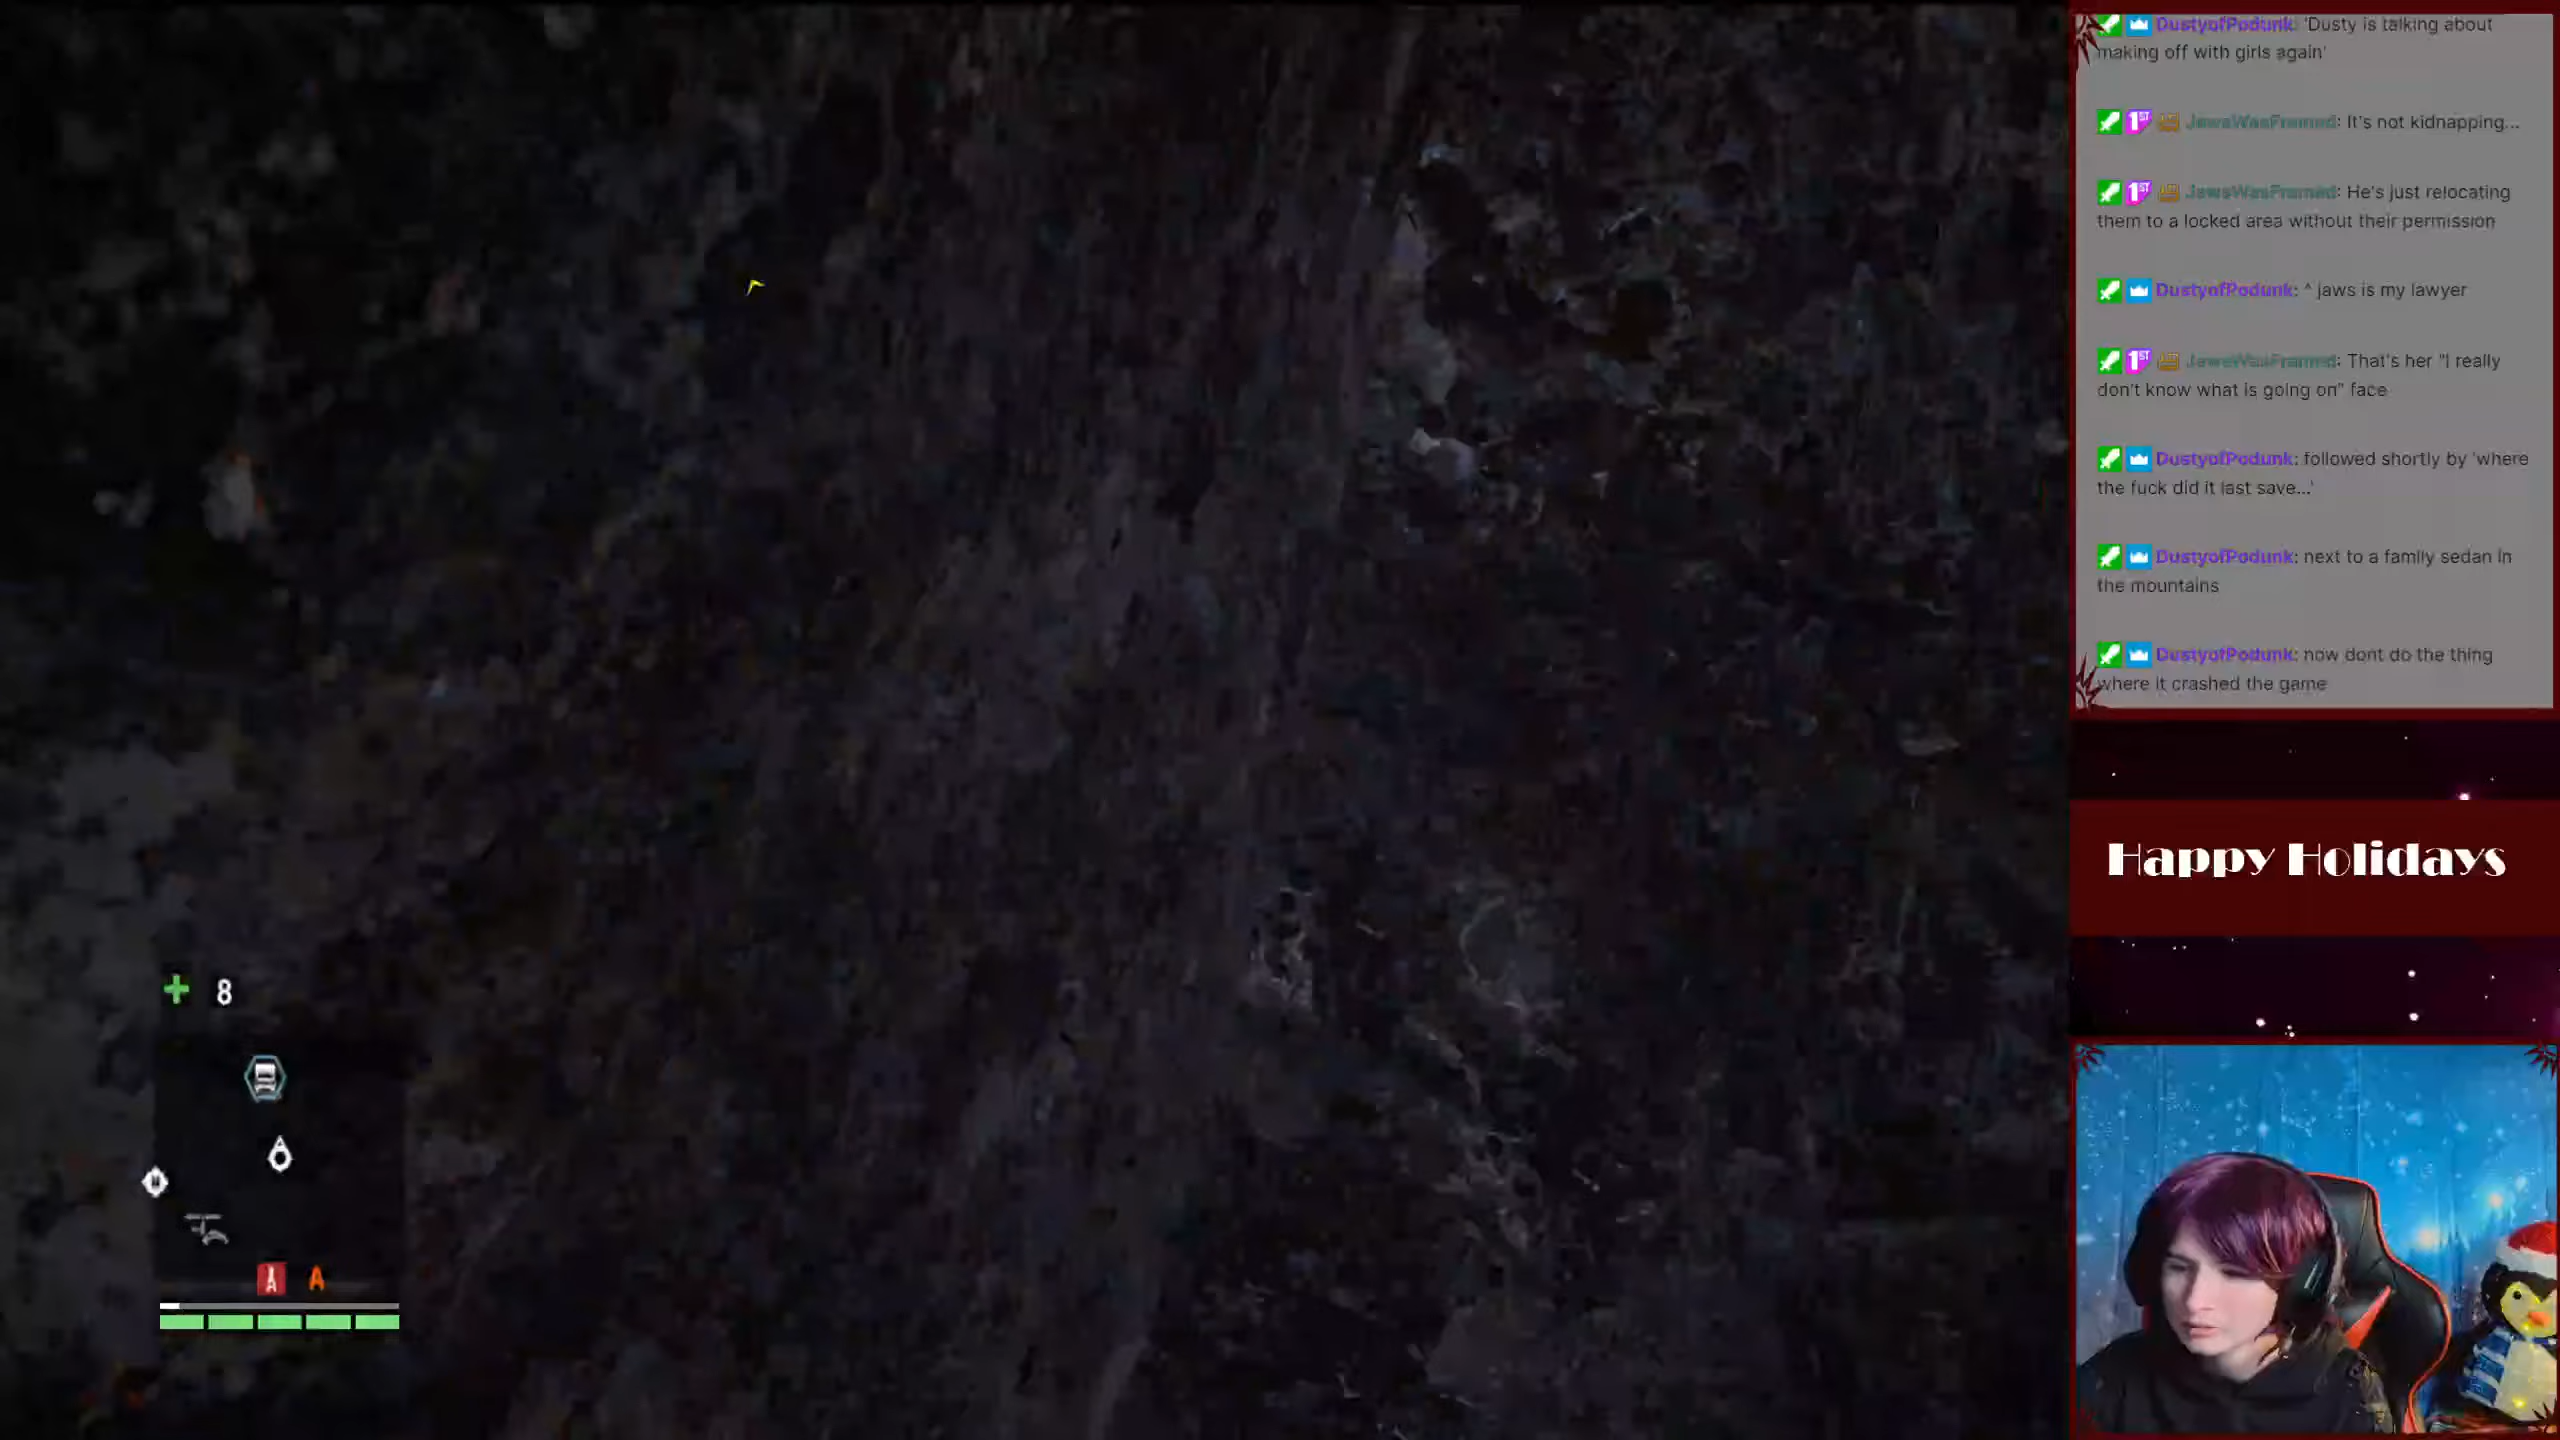 DustyofPodunk: 'Dusty is talking about
making off with girls again'
1ST JawsWasFramed: It's not kidnapping...
1ST JawsWasFramed: He's just relocating
them to a locked area without their permission
DustyofPodunk: ^ jaws is my lawyer
1ST JawsWasFramed: That's her "I really
don't know what is going on" face
DustyofPodunk: followed shortly by 'where
the fuck did it last save...'
DustyofPodunk: next to a family sedan in
the mountains
DustyofPodunk: now dont do the thing
where it crashed the game
Happy Holidays
8
A